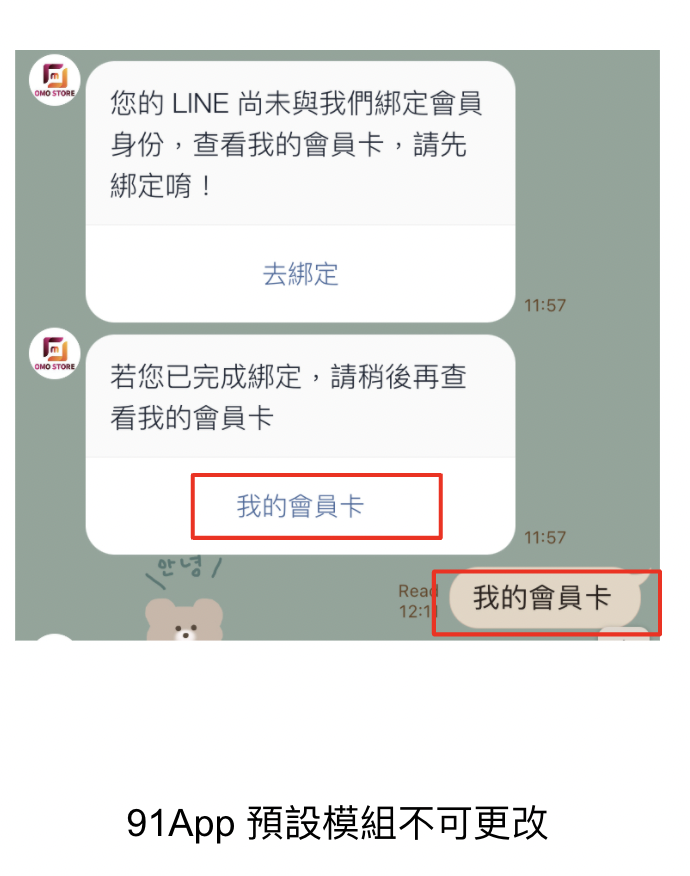 OMO STORE
您的 LINE 尚未與我們綁定會員
身份，查看我的會員卡，請先
綁定唷！
去綁定
11:57
OMO STORE
若您已完成綁定，請稍後再查
看我的會員卡
我的會員卡
11:57
안녕
Read
12:11
我的會員卡
91App 預設模組不可更改